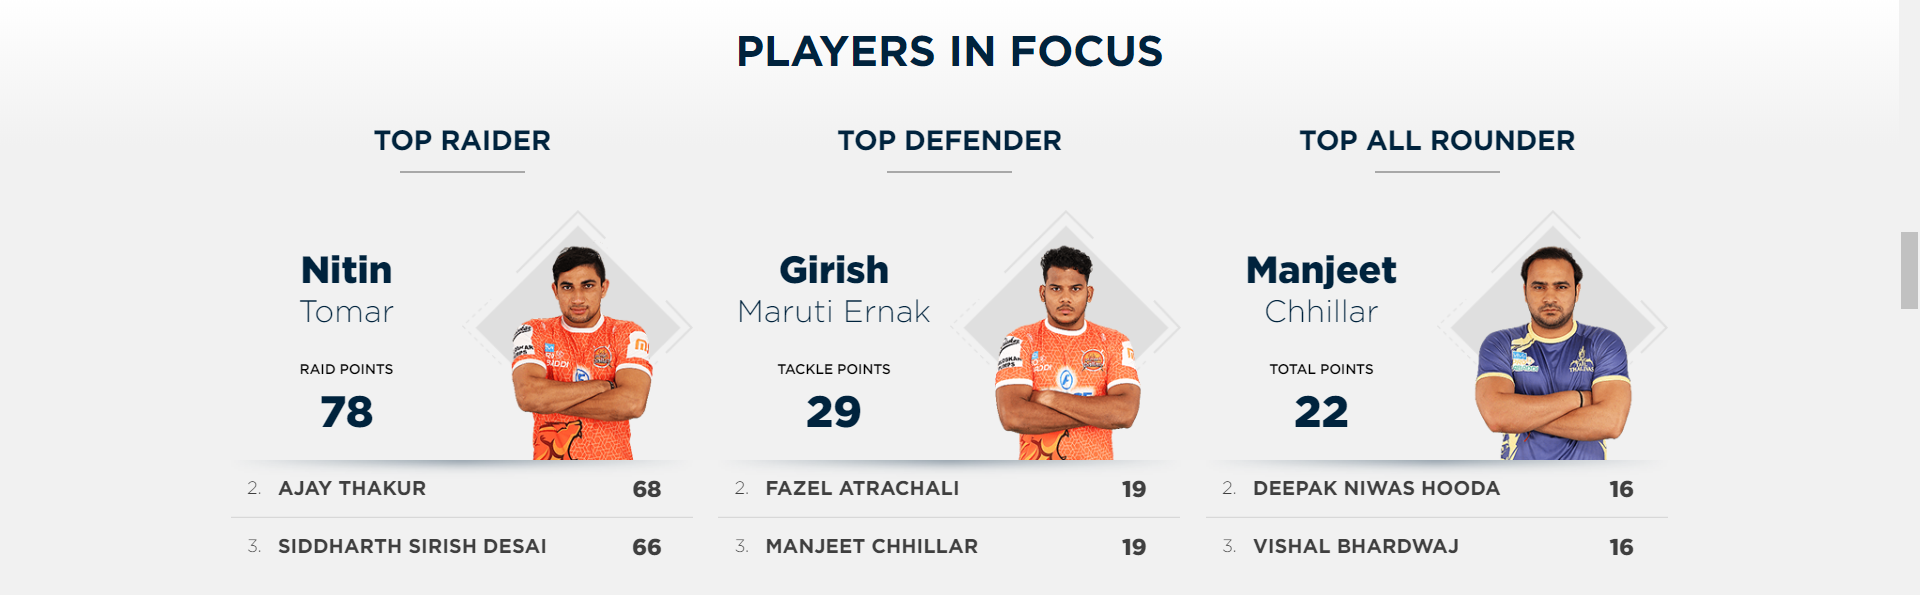 PLAYERS IN FOCUS
TOP RAIDER
Nitin
Tomar
RAID POINTS
78
2. AJAY THAKUR 68
3. SIDDHARTH SIRISH DESAI 66
TOP DEFENDER
Girish
Maruti Ernak
TACKLE POINTS
29
2. FAZEL ATRACHALI 19
3. MANJEET CHHILLAR 19
TOP ALL ROUNDER
Manjeet
Chhillar
TOTAL POINTS
22
2. DEEPAK NIWAS HOODA 16
3. VISHAL BHARDWAJ 16